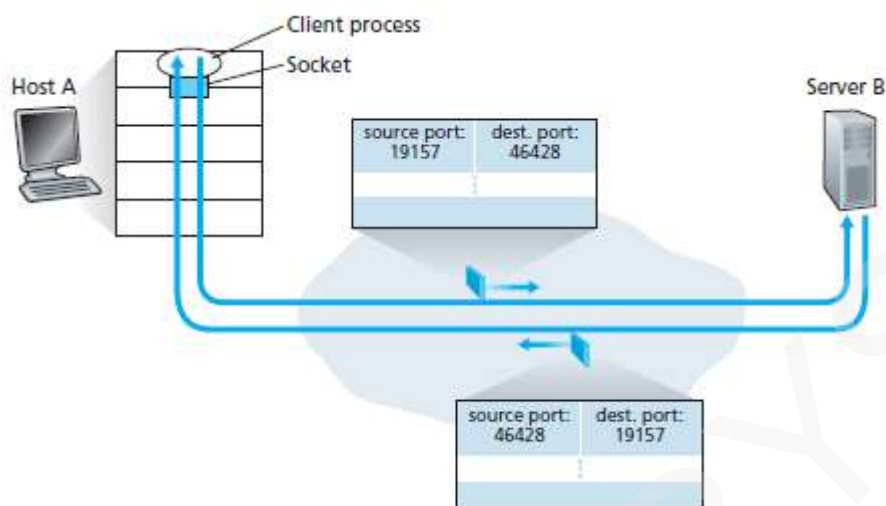 Client process
Socket
Host A
Server B
source port: dest. port:
19157 46428
source port: dest. port:
46428 19157